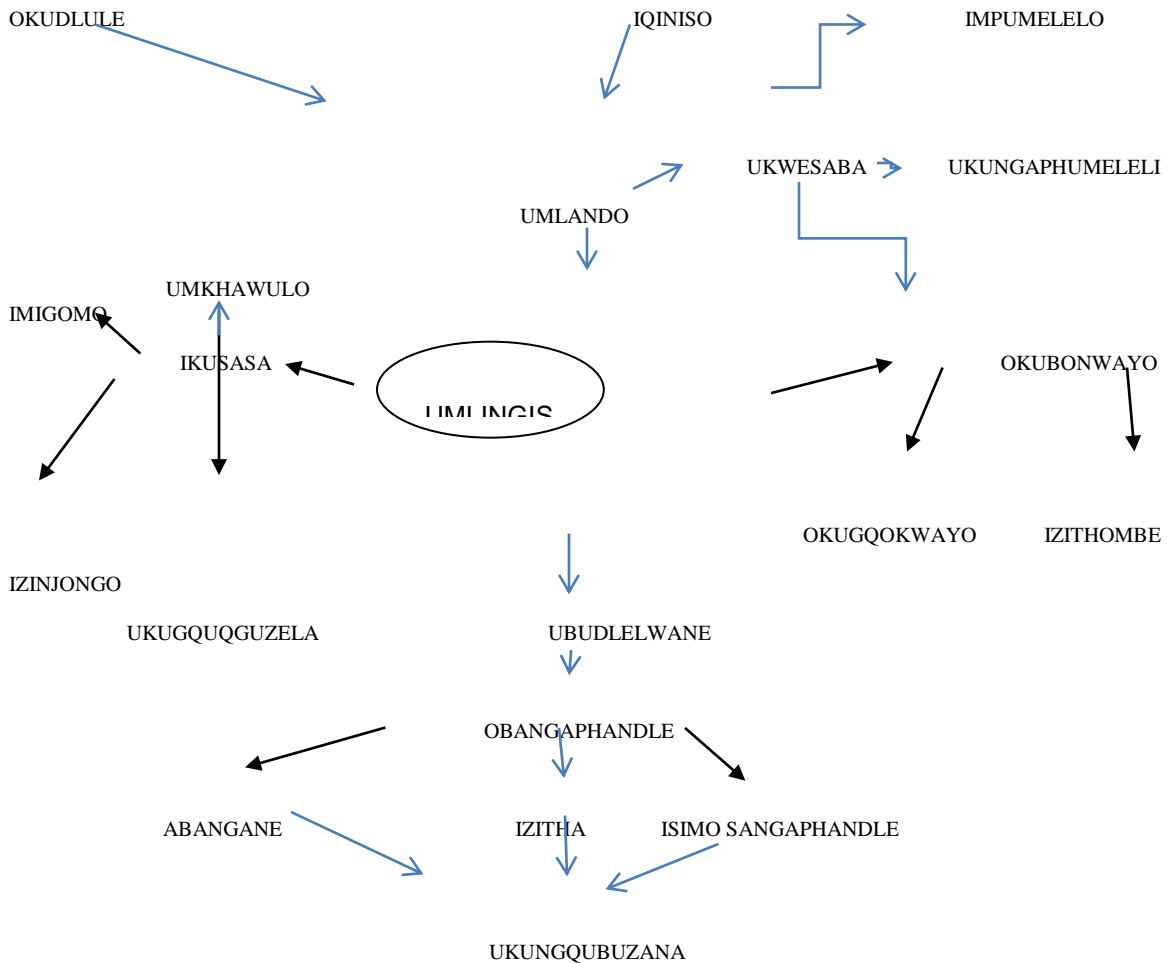 OKUDLULE IQINISO IMPUMELELO
UKWESABA UKUNGAPHUMELELI
UMLANDO
UMKHAWULO
IMIGOMO
IKUSASA OKUBONWAYO
OKUGQOKWAYO IZITHOMBE
IZINJONGO
UKUGQUQGUZELA UBUDLELWANE
OBANGAPHANDLE
ABANGANE IZITHA ISIMO SANGAPHANDLE
UKUNGQUBUZANA